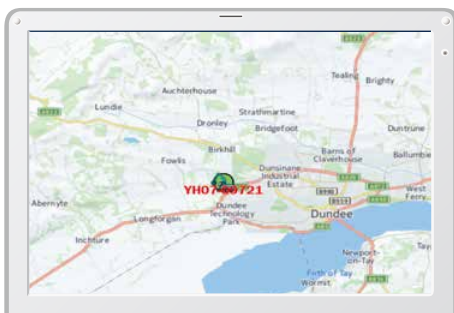 Tealing
Brighty
Auchterhouse
Lundie
Strathmartine
Dronley
Bridgefoot
Duntrune
Birkhill
Barns of
Claverhouse
Ballumbie
Fowlis
Dunsinane
Industrial
Estate
West
Ferry
Abernyte
Dundee
Technology
Park
Dundee
Longforgan
Inchture
Newport-
on-Tay
Tay
Firth of Tay
Wormit